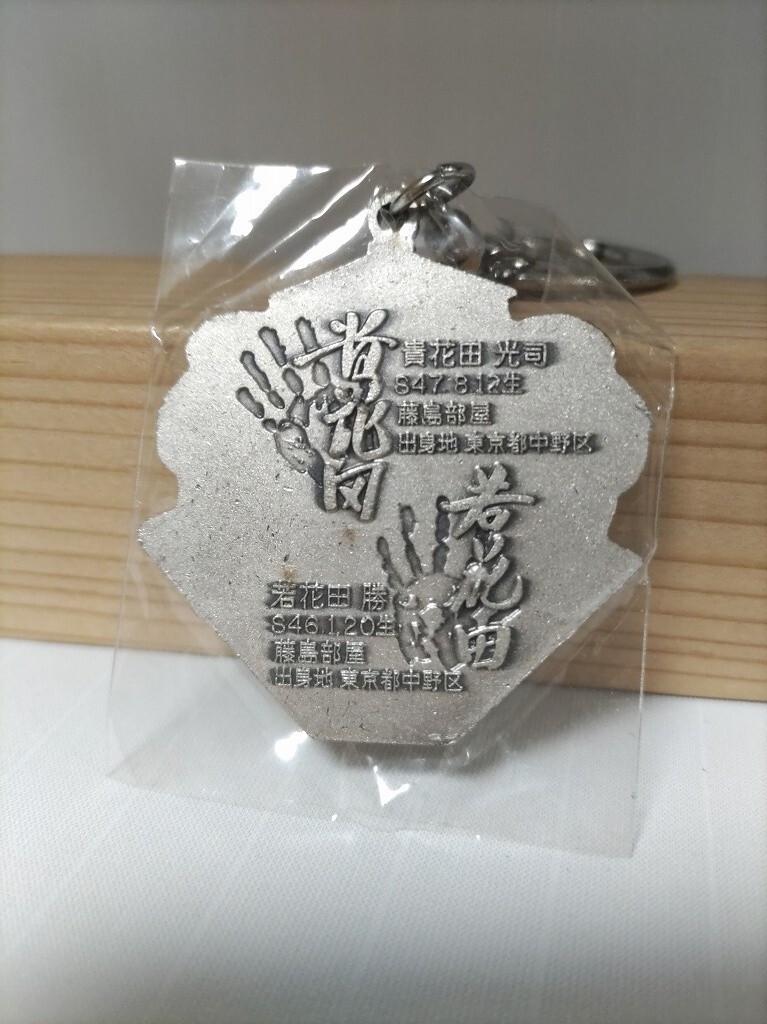 貴花田
貴花田 光司
S47.8.12生
藤島部屋
出身地 東京都中野区
若花田
若花田 勝
S46.1.20生
藤島部屋
出身地 東京都中野区